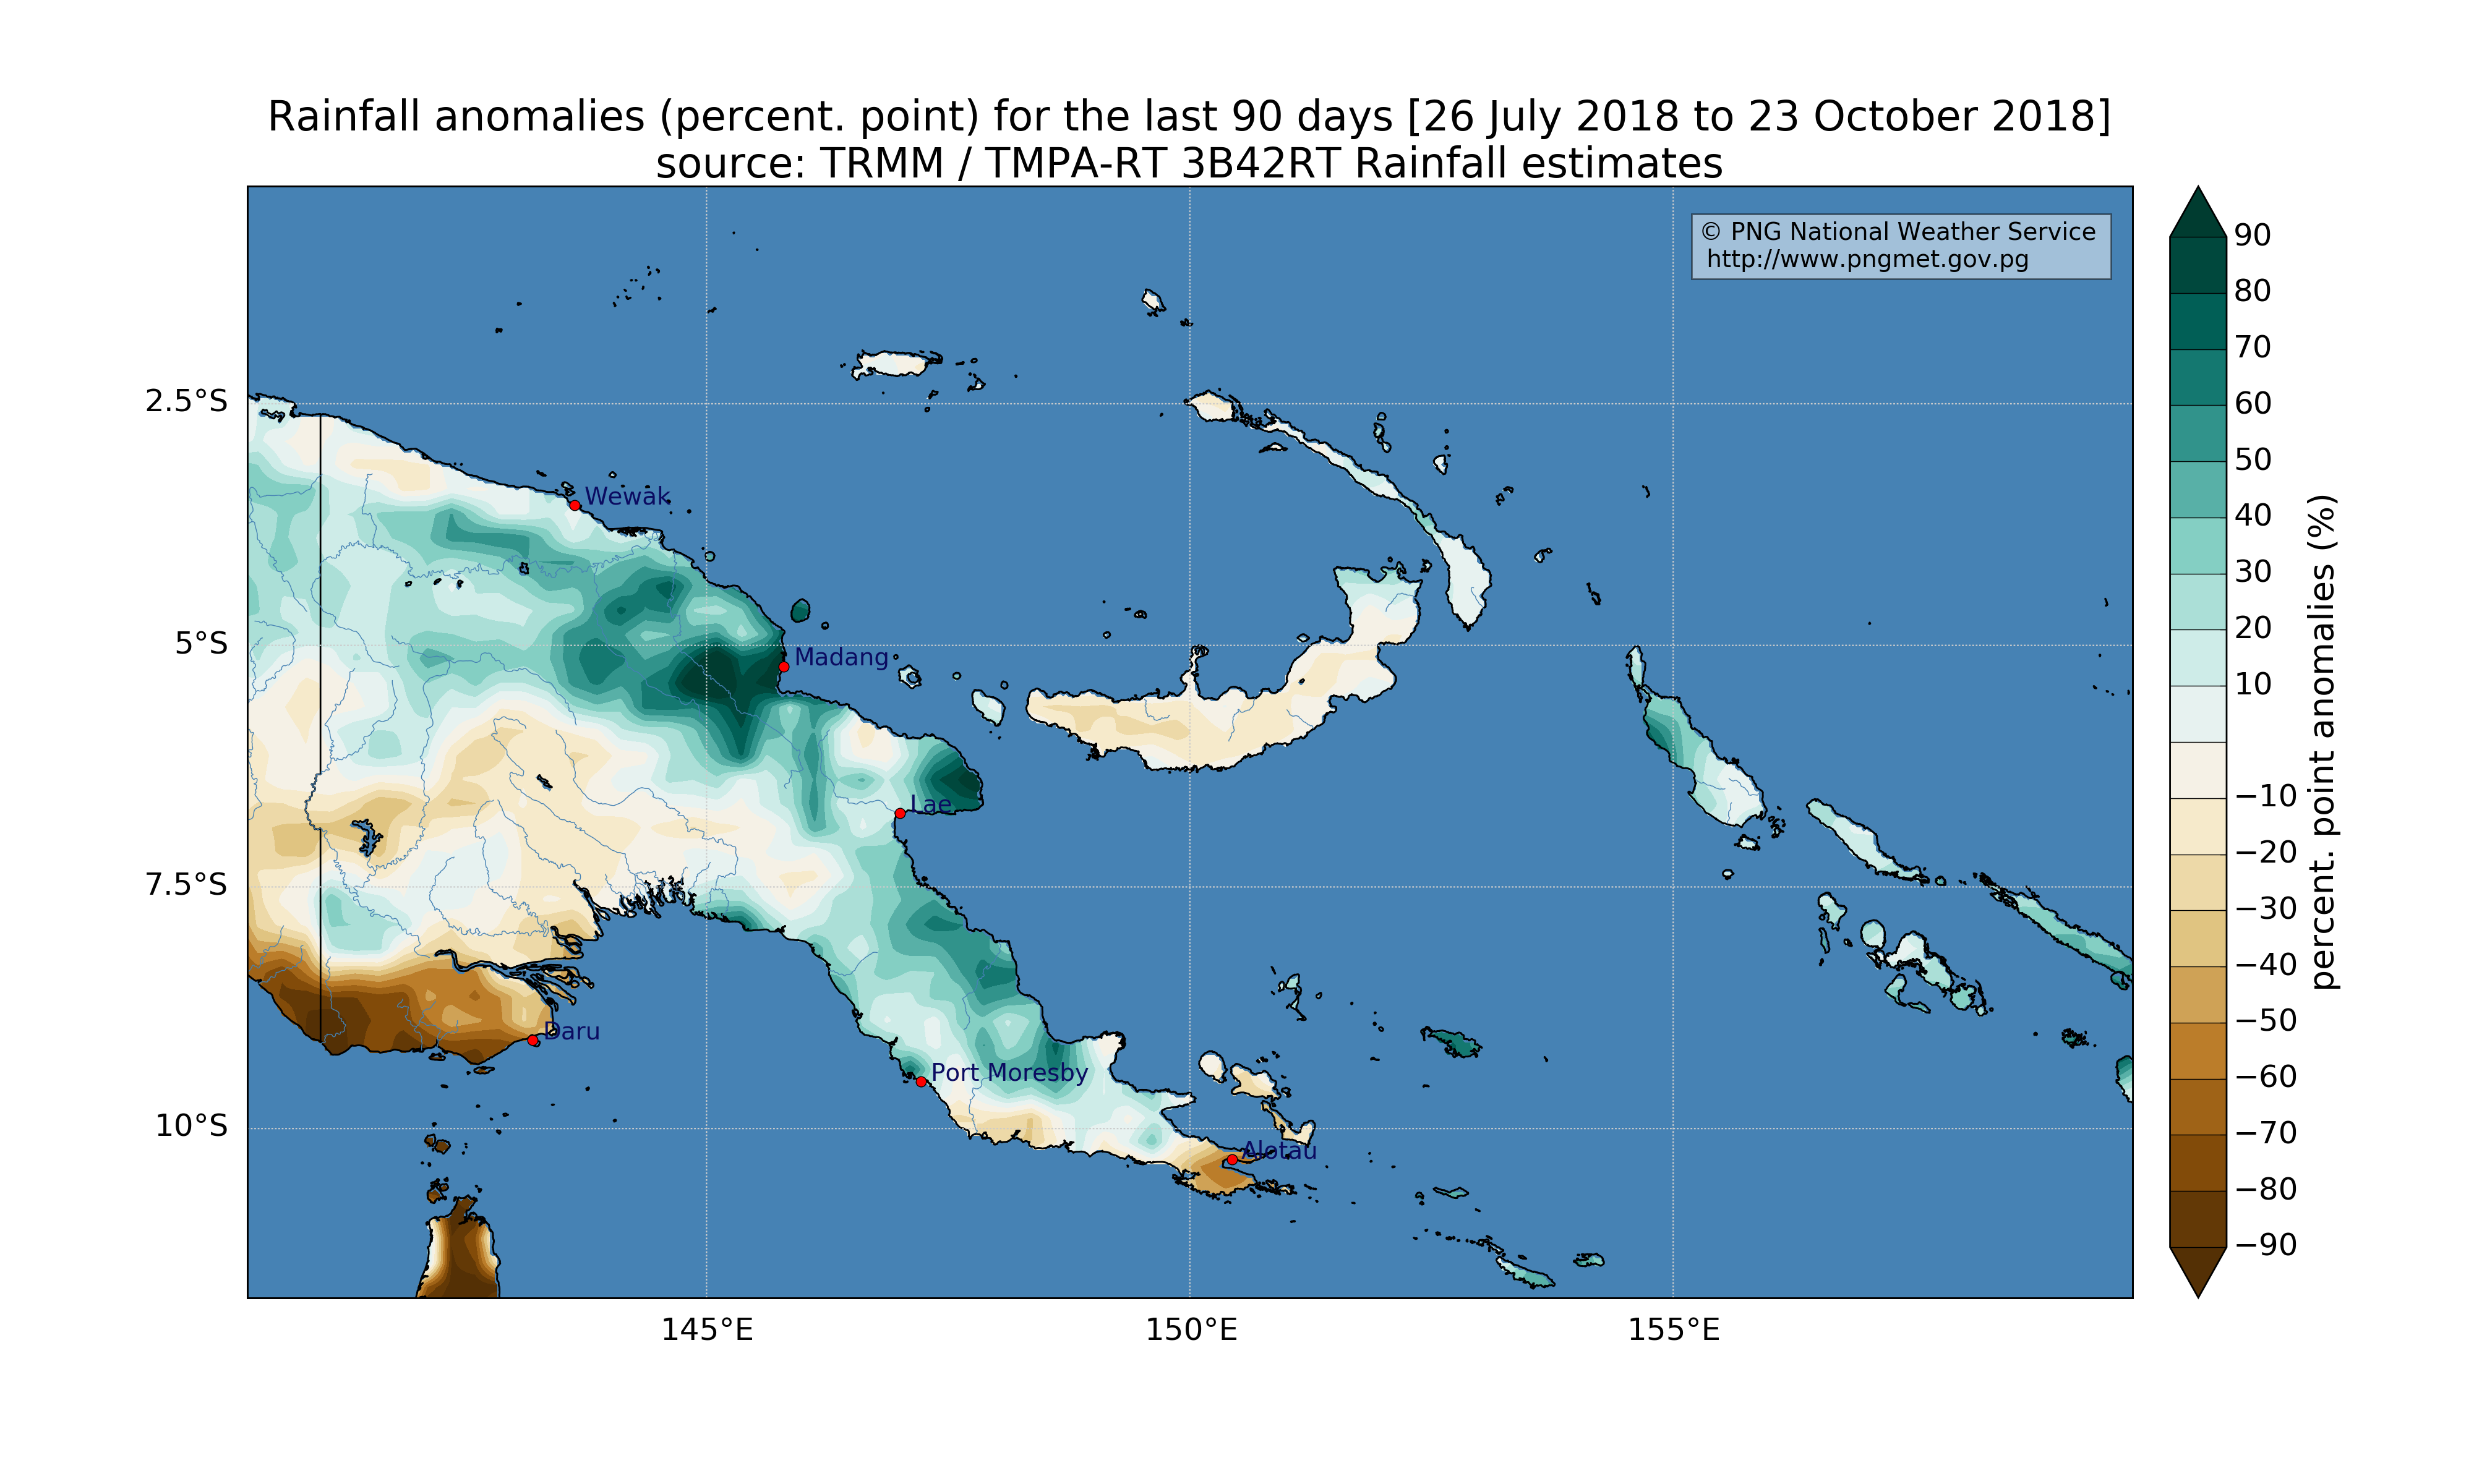 Rainfall anomalies (percent. point) for the last 90 days [26 July 2018 to 23 October 2018]
source: TRMM / TMPA-RT 3B42RT Rainfall estimates
© PNG National Weather Service
http://www.pngmet.gov.pg
2.5°S
5°S
7.5°S
10°S
Wewak
Madang
Lae
Daru
Port Moresby
Alotau
145°E
150°E
155°E
90
80
70
60
50
40
30
20
10
−10
−20
−30
−40
−50
−60
−70
−80
−90
percent. point anomalies (%)